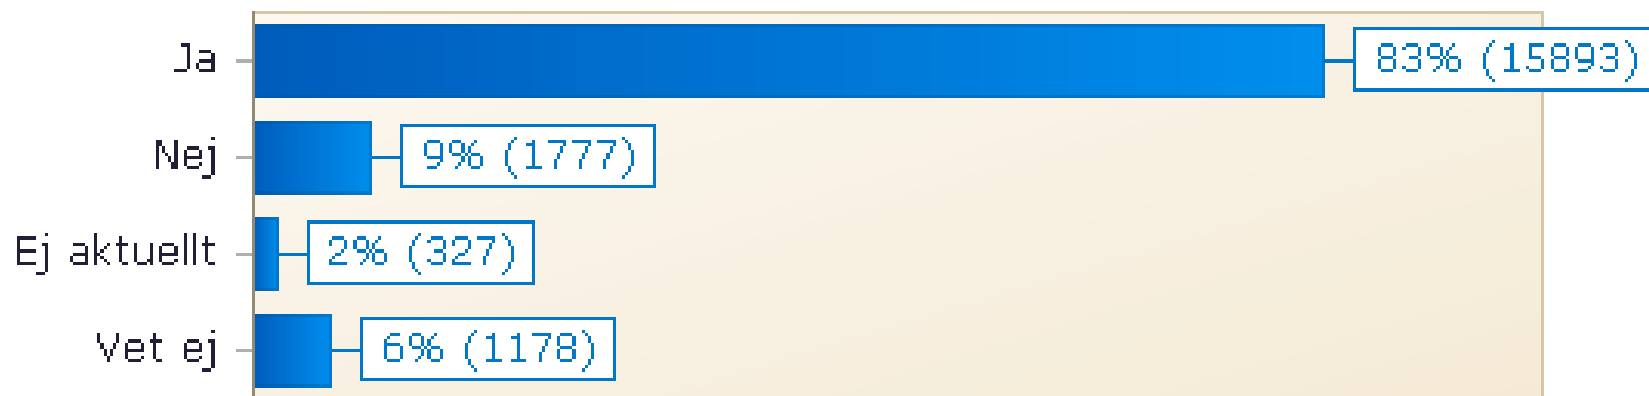 Ja 83% (15893)
Nej 9% (1777)
Ej aktuellt 2% (327)
Vet ej 6% (1178)